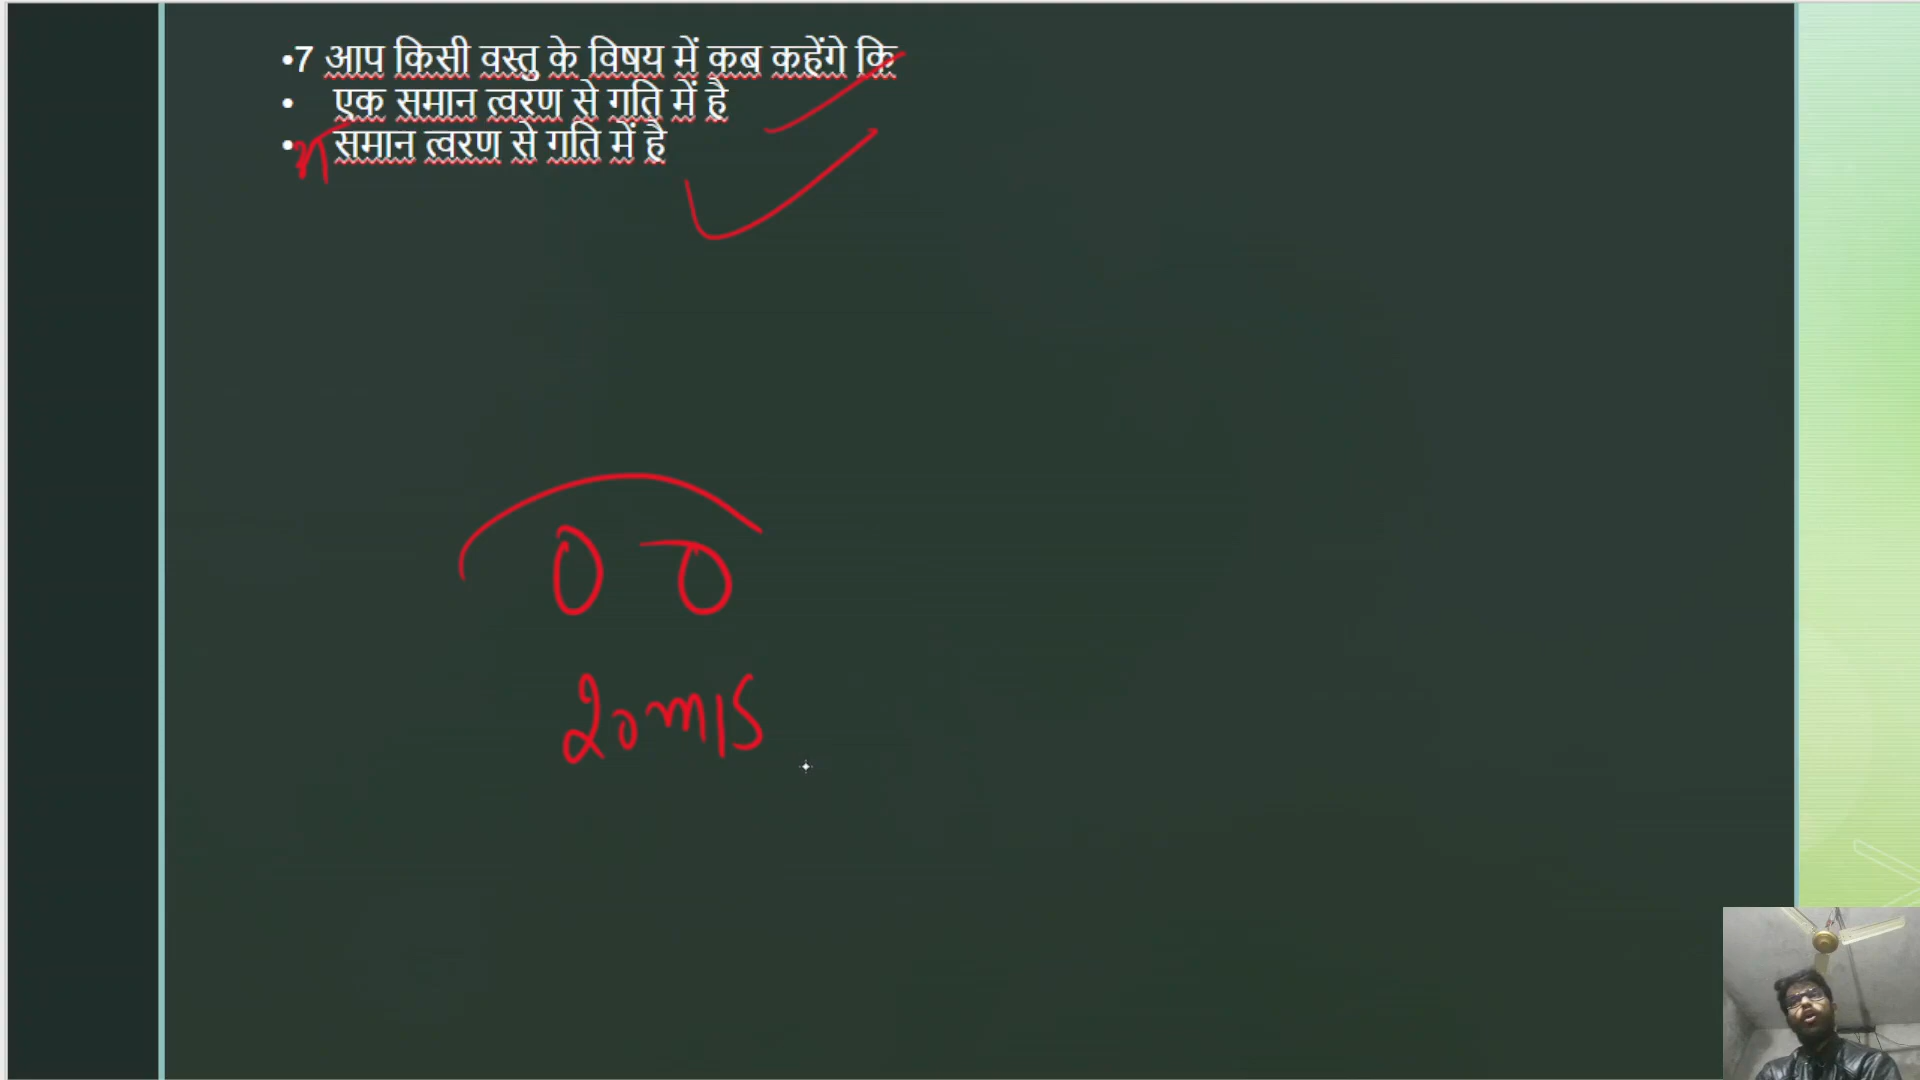 •7 आप किसी वस्तु के विषय में कब कहेंगे कि
• एक समान त्वरण से गति में है
• समान त्वरण से गति में है
20m/s